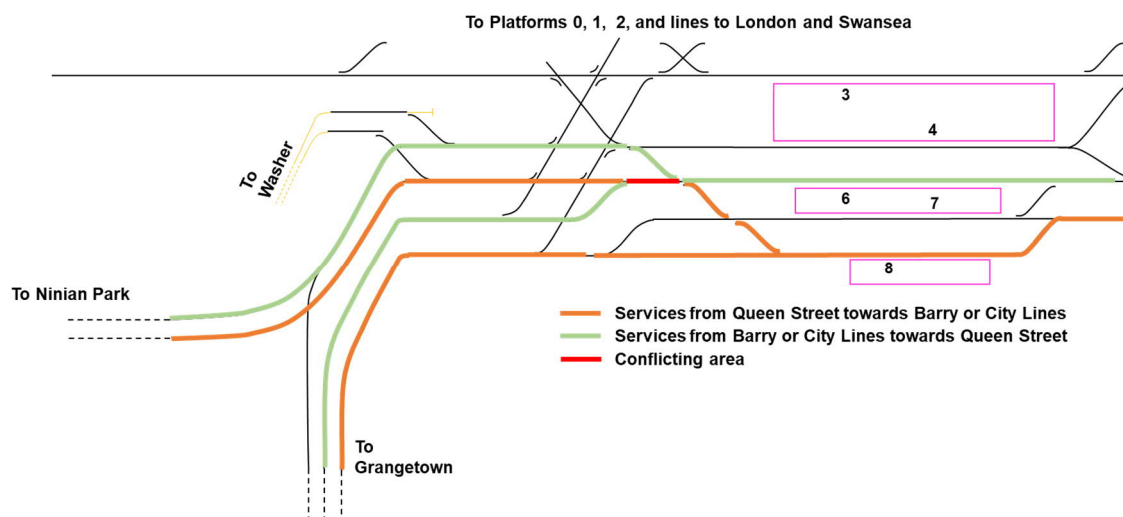 To Platforms 0, 1, 2, and lines to London and Swansea
3
4
To
Washer
6
7
8
To Ninian Park
Services from Queen Street towards Barry or City Lines
Services from Barry or City Lines towards Queen Street
Conflicting area
To
Grangetown